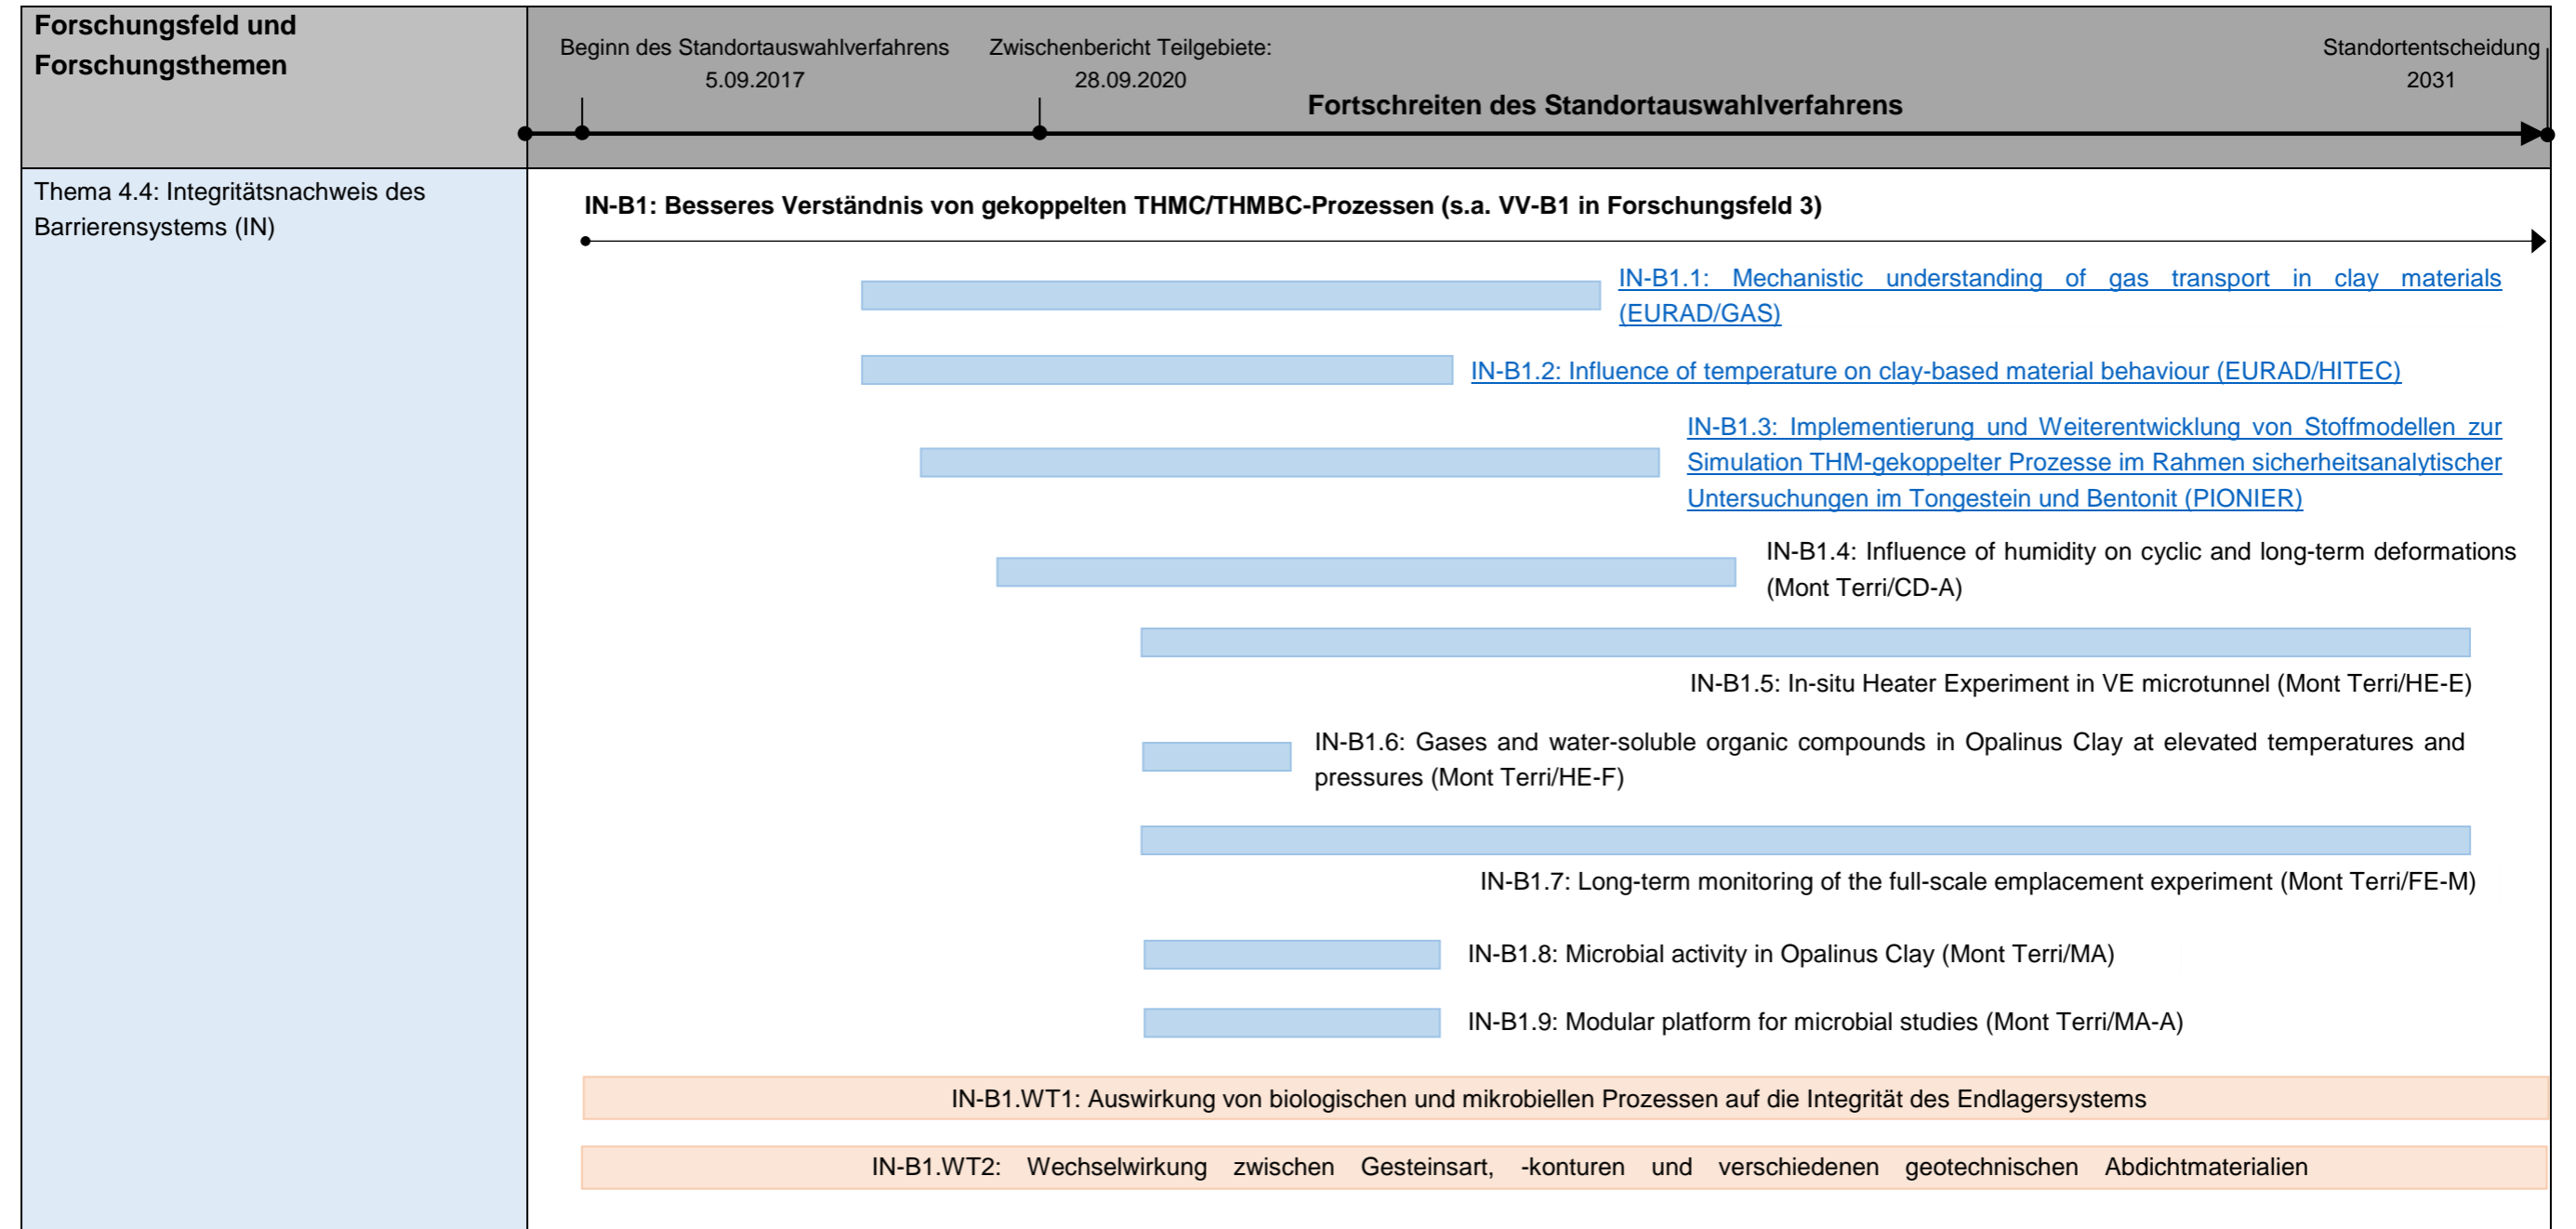 Forschungsfeld und
Forschungsthemen
Beginn des Standortauswahlverfahrens
5.09.2017
Zwischenbericht Teilgebiete:
28.09.2020
Standortentscheidung
2031
Fortschreiten des Standortauswahlverfahrens
Thema 4.4: Integritätsnachweis des
Barrierensystems (IN)
IN-B1: Besseres Verständnis von gekoppelten THMC/THMBC-Prozessen (s.a. VV-B1 in Forschungsfeld 3)
IN-B1.1: Mechanistic understanding of gas transport in clay materials
(EURAD/GAS)
IN-B1.2: Influence of temperature on clay-based material behaviour (EURAD/HITEC)
IN-B1.3: Implementierung und Weiterentwicklung von Stoffmodellen zur
Simulation THM-gekoppelter Prozesse im Rahmen sicherheitsanalytischer
Untersuchungen im Tongestein und Bentonit (PIONIER)
IN-B1.4: Influence of humidity on cyclic and long-term deformations
(Mont Terri/CD-A)
IN-B1.5: In-situ Heater Experiment in VE microtunnel (Mont Terri/HE-E)
IN-B1.6: Gases and water-soluble organic compounds in Opalinus Clay at elevated temperatures and
pressures (Mont Terri/HE-F)
IN-B1.7: Long-term monitoring of the full-scale emplacement experiment (Mont Terri/FE-M)
IN-B1.8: Microbial activity in Opalinus Clay (Mont Terri/MA)
IN-B1.9: Modular platform for microbial studies (Mont Terri/MA-A)
IN-B1.WT1: Auswirkung von biologischen und mikrobiellen Prozessen auf die Integrität des Endlagersystems
IN-B1.WT2: Wechselwirkung zwischen Gesteinsart, -konturen und verschiedenen geotechnischen Abdichtmaterialien